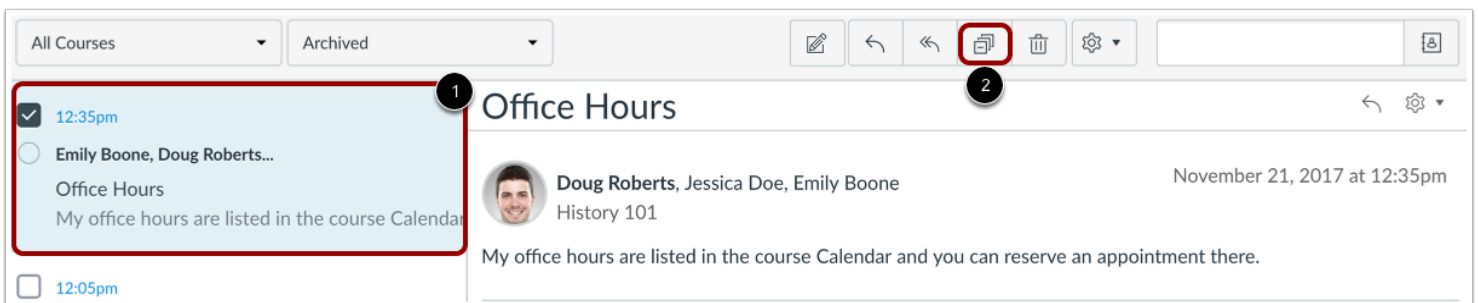 All Courses
Archived
1
2
12:35pm
Emily Boone, Doug Roberts...
Office Hours
My office hours are listed in the course Calendar
12:05pm
Office Hours
Doug Roberts, Jessica Doe, Emily Boone
November 21, 2017 at 12:35pm
History 101
My office hours are listed in the course Calendar and you can reserve an appointment there.